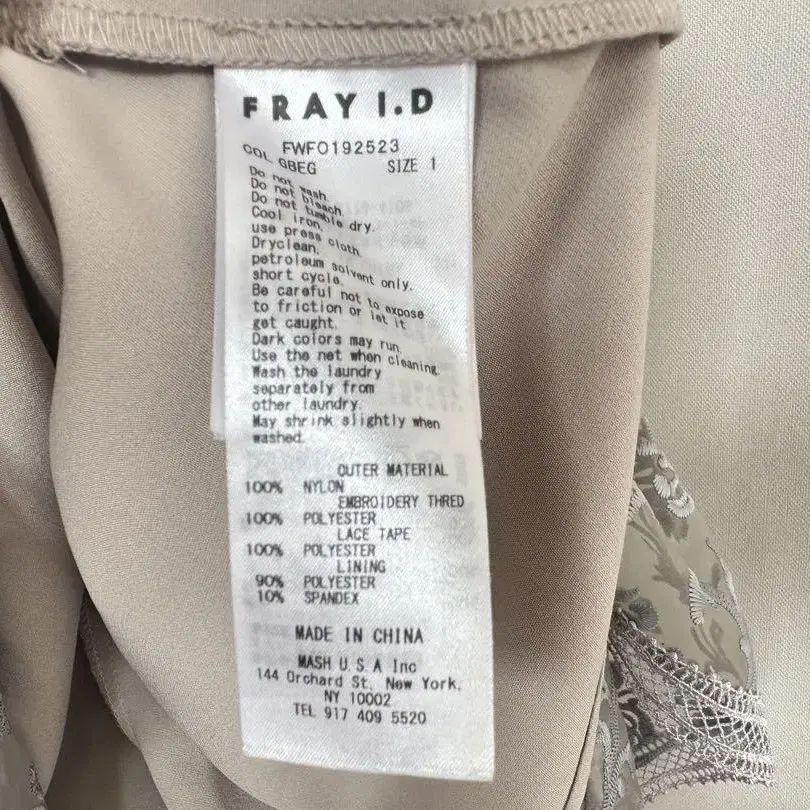 FRAY I.D
FWFO192523
COL GBEG SIZE 1
Do not wash.
Do not bleach.
Do not tumble dry.
Cool iron,
use press cloth.
Dryclean,
petroleum solvent only,
short cycle.
Be careful not to expose
to friction or let it
get caught.
Dark colors may run.
Use the net when cleaning.
Wash the laundry
separately from
other laundry.
May shrink slightly when
washed.
OUTER MATERIAL
100% NYLON
EMBROIDERY THRED
100% POLYESTER
LACE TAPE
100% POLYESTER
LINING
90% POLYESTER
10% SPANDEX
MADE IN CHINA
MASH U.S.A Inc
144 Orchard St, New York,
NY 10002
TEL 917 409 5520